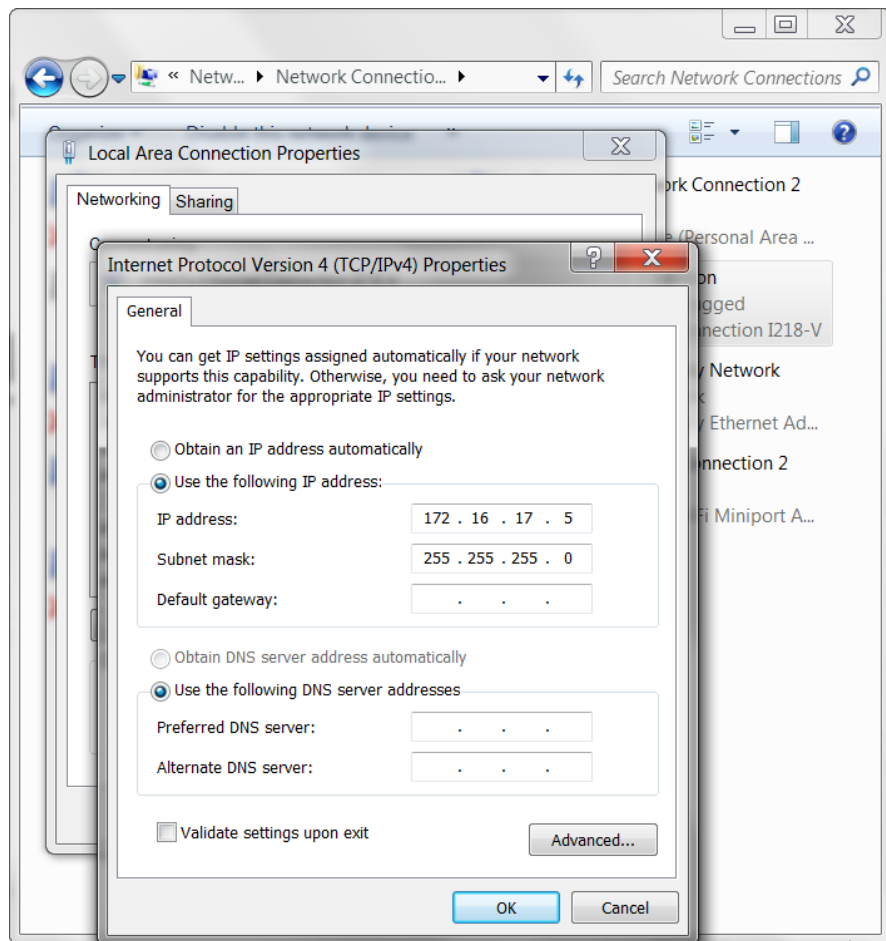 « Netw... Network Connectio... Search Network Connections
Local Area Connection Properties
Networking Sharing
ork Connection 2
(Personal Area ...
Internet Protocol Version 4 (TCP/IPv4) Properties
on
gged
nection I218-V
General
You can get IP settings assigned automatically if your network
supports this capability. Otherwise, you need to ask your network
administrator for the appropriate IP settings.
y Network
k
y Ethernet Ad...
Obtain an IP address automatically
nnection 2
Use the following IP address:
IP address: 172 . 16 . 17 . 5
Fi Miniport A...
Subnet mask: 255 . 255 . 255 . 0
Default gateway: . . .
Obtain DNS server address automatically
Use the following DNS server addresses
Preferred DNS server: . . .
Alternate DNS server: . . .
Validate settings upon exit
Advanced...
OK Cancel